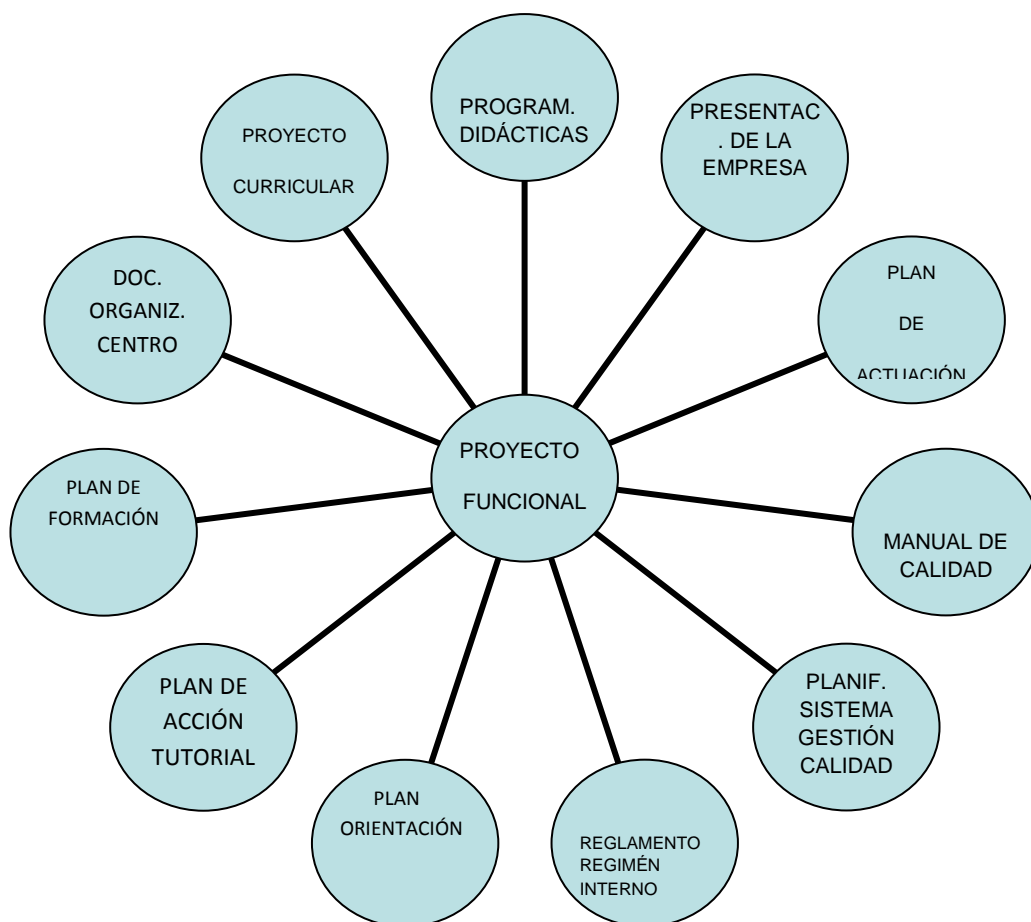 PROGRAM.
DIDÁCTICAS
PRESENTAC
. DE LA
EMPRESA
PROYECTO
CURRICULAR
PLAN
DE
ACTUACIÓN
DOC.
ORGANIZ.
CENTRO
PROYECTO
FUNCIONAL
PLAN DE
FORMACIÓN
MANUAL DE
CALIDAD
PLAN DE
ACCIÓN
TUTORIAL
PLANIF.
SISTEMA
GESTIÓN
CALIDAD
PLAN
ORIENTACIÓN
REGLAMENTO
REGIMÉN
INTERNO